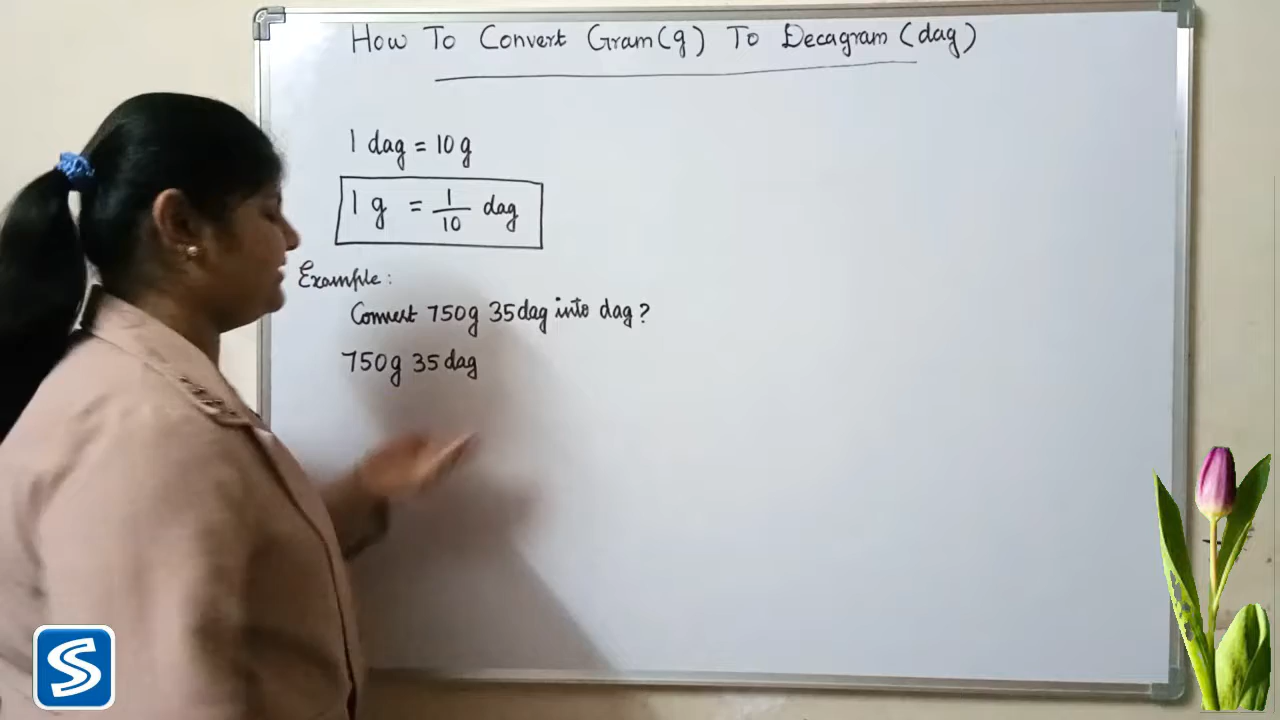 How To Convert Gram(g) To Decagram (dag)
1 dag = 10 g
1 g = 1/10 dag
Example:
Convert 750g 35dag into dag?
750g 35dag
S